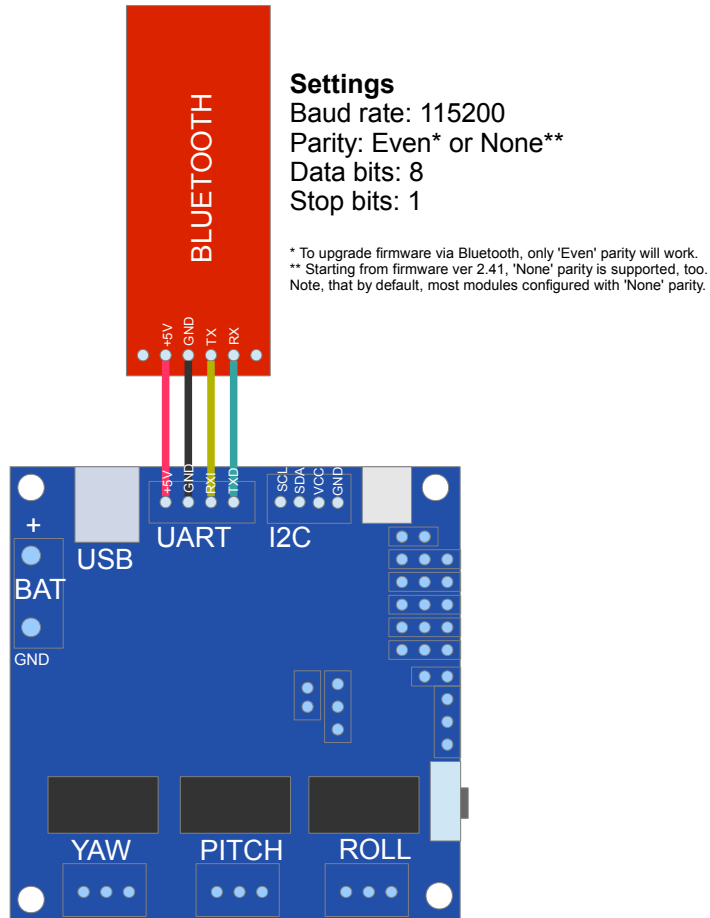 BLUETOOTH
Settings
Baud rate: 115200
Parity: Even* or None**
Data bits: 8
Stop bits: 1
* To upgrade firmware via Bluetooth, only 'Even' parity will work.
** Starting from firmware ver 2.41, 'None' parity is supported, too.
Note, that by default, most modules configured with 'None' parity.
+5V GND TX RX
+5V GND RXI TXD
SCL SDA VCC GND
UART I2C
USB
+
BAT
GND
YAW PITCH ROLL